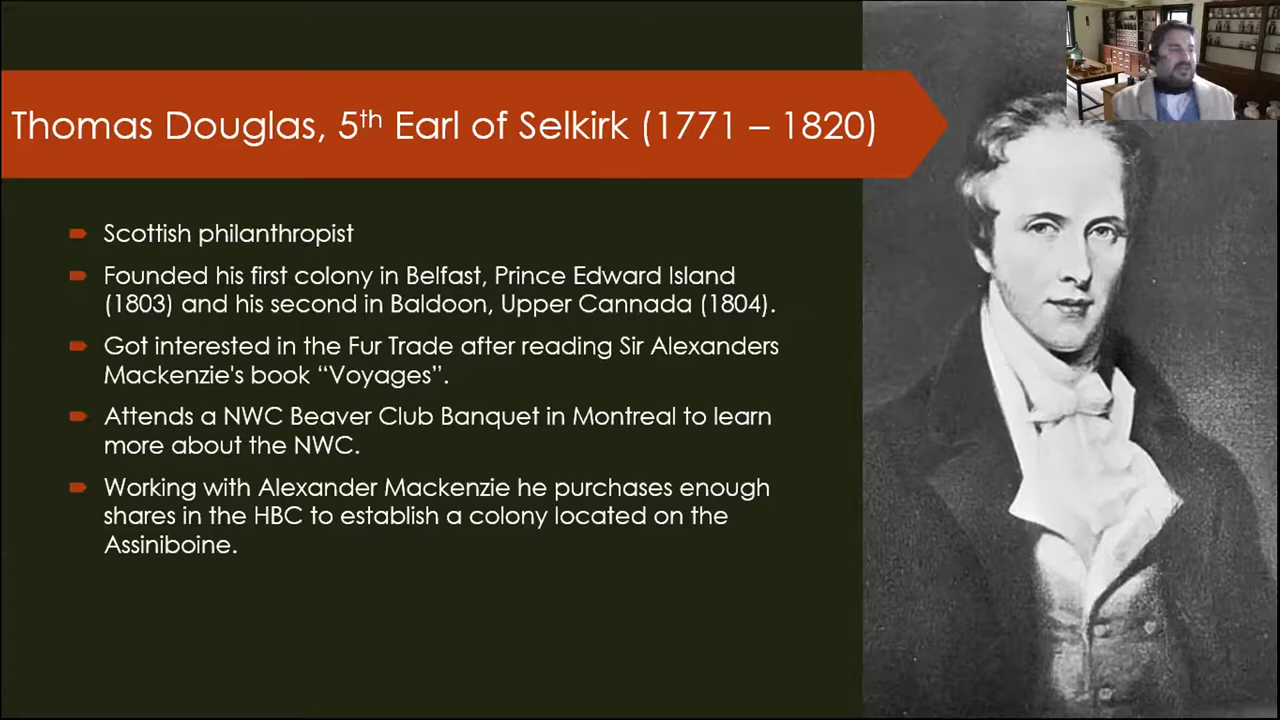 Thomas Douglas, 5th Earl of Selkirk (1771 – 1820)
Scottish philanthropist
Founded his first colony in Belfast, Prince Edward Island
(1803) and his second in Baldoon, Upper Cannada (1804).
Got interested in the Fur Trade after reading Sir Alexanders
Mackenzie's book “Voyages”.
Attends a NWC Beaver Club Banquet in Montreal to learn
more about the NWC.
Working with Alexander Mackenzie he purchases enough
shares in the HBC to establish a colony located on the
Assiniboine.